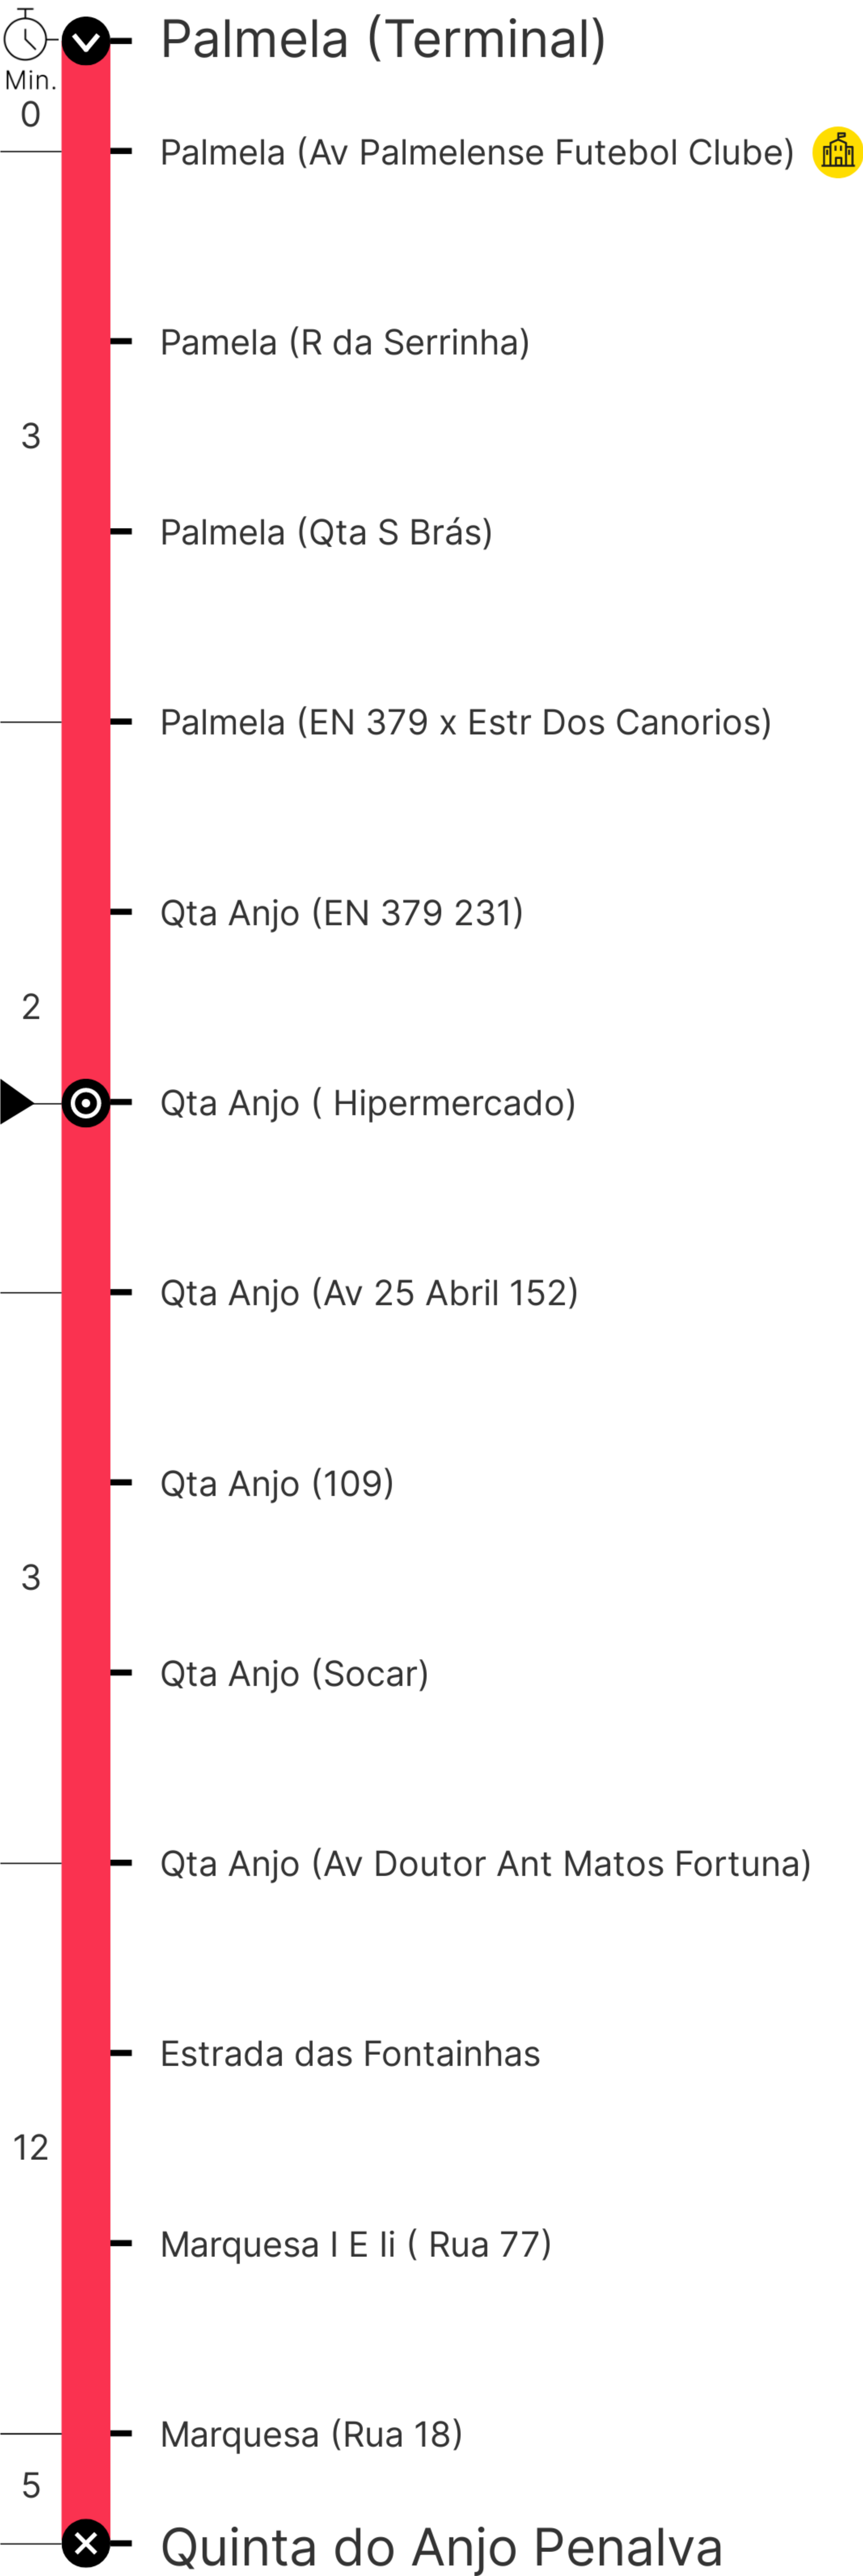 Palmela (Terminal)
Min.
0
Palmela (Av Palmelense Futebol Clube)
Pamela (R da Serrinha)
3
Palmela (Qta S Brás)
Palmela (EN 379 x Estr Dos Canorios)
Qta Anjo (EN 379 231)
2
Qta Anjo ( Hipermercado)
Qta Anjo (Av 25 Abril 152)
Qta Anjo (109)
3
Qta Anjo (Socar)
Qta Anjo (Av Doutor Ant Matos Fortuna)
Estrada das Fontainhas
12
Marquesa I E Ii ( Rua 77)
Marquesa (Rua 18)
5
Quinta do Anjo Penalva